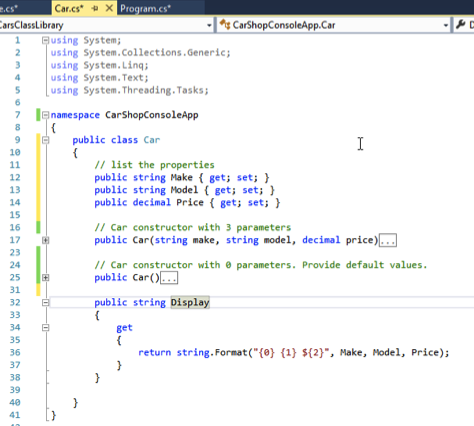 e.cs*
Car.cs*
Program.cs*
CarsClassLibrary
CarShopConsoleApp.Car
1 using System;
2 using System.Collections.Generic;
3 using System.Linq;
4 using System.Text;
5 using System.Threading.Tasks;
6
7 namespace CarShopConsoleApp
8 {
9 public class Car
10 {
11 // list the properties
12 public string Make { get; set; }
13 public string Model { get; set; }
14 public decimal Price { get; set; }
15
16 // Car constructor with 3 parameters
17 public Car(string make, string model, decimal price)...
23
24 // Car constructor with 0 parameters. Provide default values.
25 public Car()...
31
32 public string Display
33 {
34 get
35 {
36 return string.Format("{0} {1} ${2}", Make, Model, Price);
37 }
38 }
39
40 }
41 }